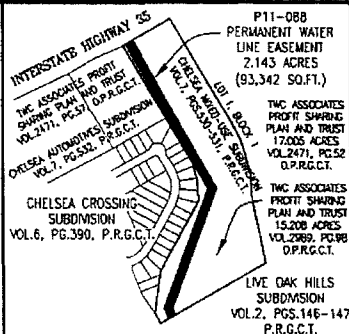 INTERSTATE HIGHWAY 35
P11-088
PERMANENT WATER
LINE EASEMENT
2.143 ACRES
(93,342 SQ.FT.)
TWC ASSOCIATES PROFIT
SHARING PLAN AND TRUST
VOL.2471, PG.57
O.P.R.G.C.T.
CHELSEA AUTOMOTIVE SUBDIVISION
VOL.7, PG.532, P.R.G.C.T.
LOT 1, BLOCK 1
CHELSEA MIXED-USE SUBDIVISION
VOL.7, PGS.530-531, P.R.G.C.T.
TWC ASSOCIATES
PROFIT SHARING
PLAN AND TRUST
17.005 ACRES
VOL.2471, PG.52
O.P.R.G.C.T.
CHELSEA CROSSING
SUBDIVISION
VOL.6, PG.390, P.R.G.C.T.
TWC ASSOCIATES
PROFIT SHARING
PLAN AND TRUST
15.208 ACRES
VOL.2989, PG.98
O.P.R.G.C.T.
LIVE OAK HILLS
SUBDIVISION
VOL.2, PGS.146-147
P.R.G.C.T.